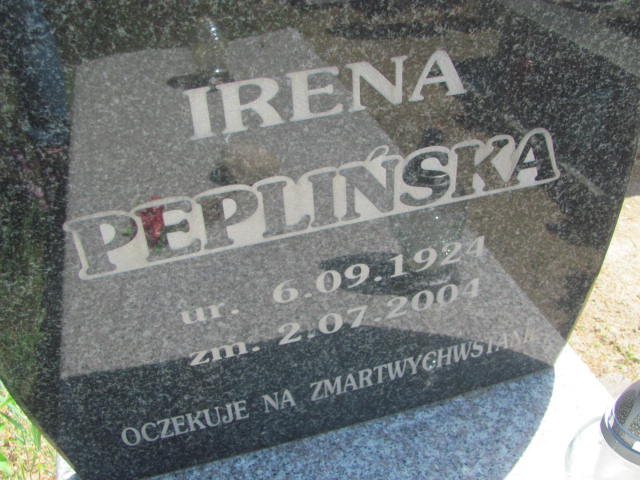 IRENA
PEPLIŃSKA
ur. 6.09.1924
zm. 2.07.2004
OCZEKUJE NA ZMARTWYCHWSTANIE